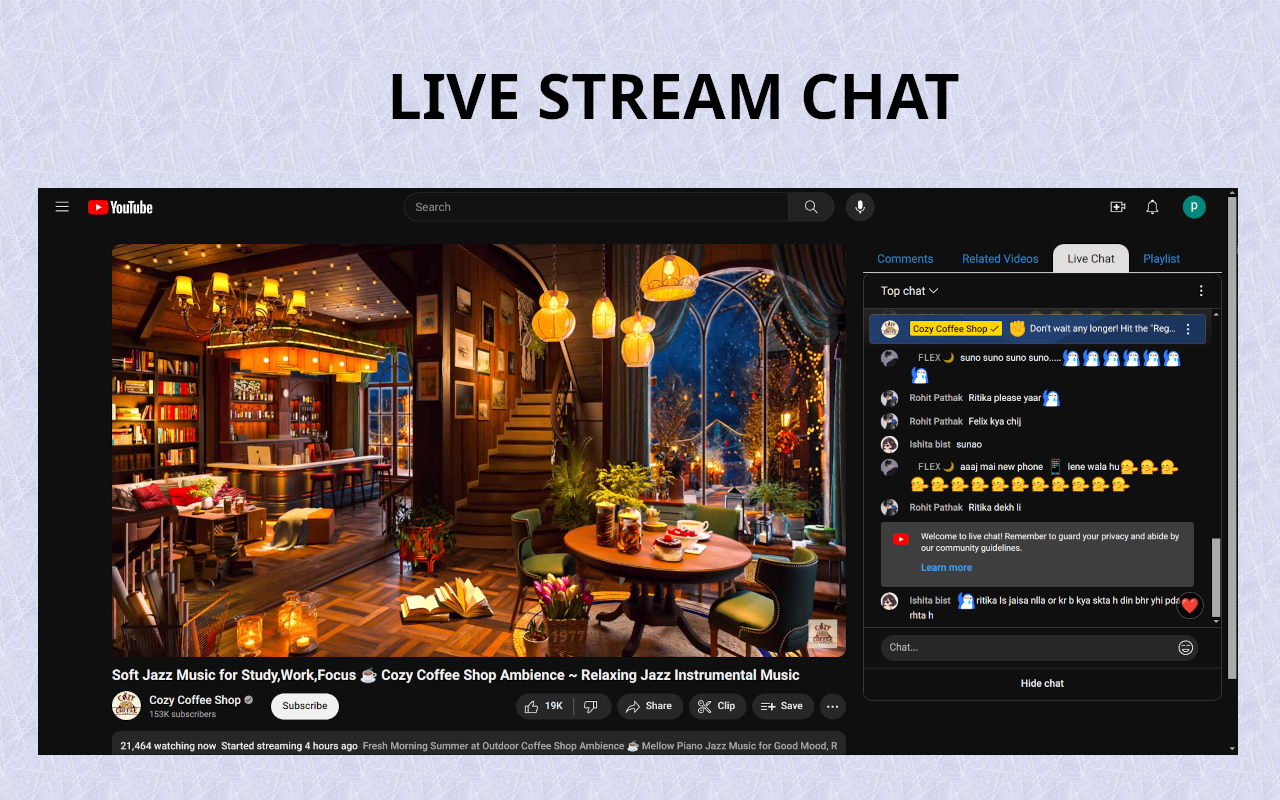 LIVE STREAM CHAT
YouTube
Search
P
Comments Related Videos Live Chat Playlist
Top chat
Cozy Coffee Shop ✓ ✊ Don't wait any longer! Hit the "Reg...
FLEX🌙 suno suno suno suno.....
Rohit Pathak Ritika please yaar
Rohit Pathak Felix kya chij
Ishita bist sunao
FLEX🌙 aaaj mai new phone 📱 lene wala hu
Rohit Pathak Ritika dekh li
Welcome to live chat! Remember to guard your privacy and abide by
our community guidelines.
Learn more
Ishita bist ritika ls jaisa nlla or kr b kya skta h din bhr yhi pda
rhta h
Chat...
Hide chat
1977
COZY
COFFEE
Soft Jazz Music for Study,Work,Focus ☕ Cozy Coffee Shop Ambience ~ Relaxing Jazz Instrumental Music
COZY
COFFEE
Cozy Coffee Shop
153K subscribers
Subscribe
19K
Share
Clip
Save
21,464 watching now Started streaming 4 hours ago Fresh Morning Summer at Outdoor Coffee Shop Ambience ☕ Mellow Piano Jazz Music for Good Mood, R